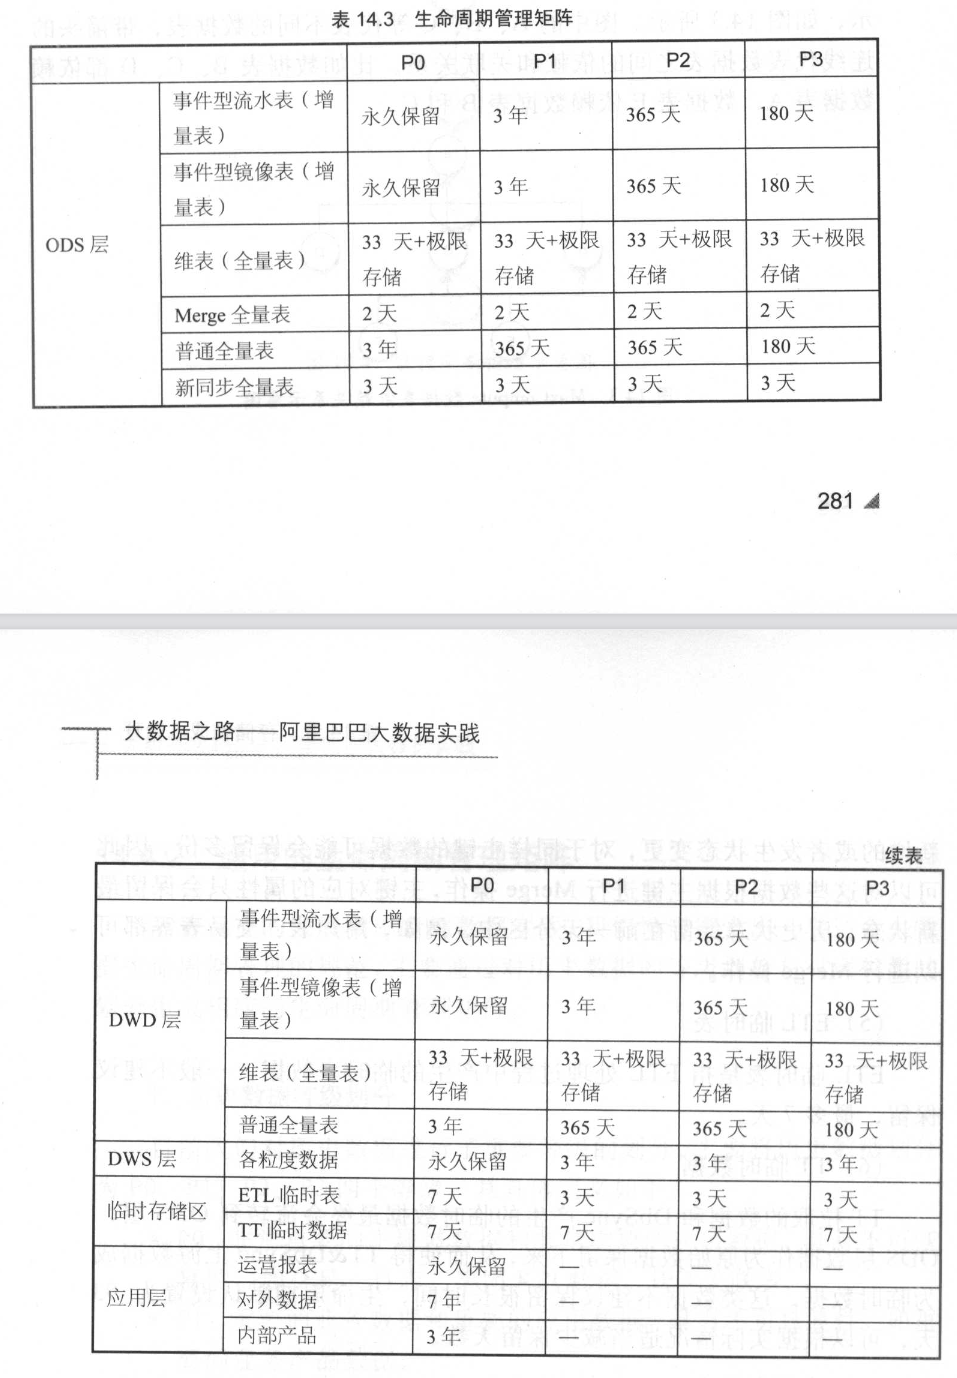 表 14.3 生命周期管理矩阵
P0 P1 P2 P3
ODS 层
事件型流水表（增
量表）
永久保留 3 年 365 天 180 天
事件型镜像表（增
量表）
永久保留 3 年 365 天 180 天
维表（全量表）
33 天+极限 33 天+极限 33 天+极限 33 天+极限
存储 存储 存储 存储
Merge 全量表 2 天 2 天 2 天 2 天
普通全量表 3 年 365 天 365 天 180 天
新同步全量表 3 天 3 天 3 天 3 天
281
大数据之路——阿里巴巴大数据实践
续表
P0 P1 P2 P3
DWD 层
事件型流水表（增
量表）
永久保留 3 年 365 天 180 天
事件型镜像表（增
量表）
永久保留 3 年 365 天 180 天
维表（全量表）
33 天+极限 33 天+极限 33 天+极限 33 天+极限
存储 存储 存储 存储
普通全量表 3 年 365 天 365 天 180 天
DWS 层 各粒度数据 永久保留 3 年 3 年 3 年
临时存储区
ETL 临时表 7 天 3 天 3 天 3 天
TT 临时数据 7 天 7 天 7 天 7 天
应用层
运营报表 永久保留 — — —
对外数据 7 年 — — —
内部产品 3 年 — — —